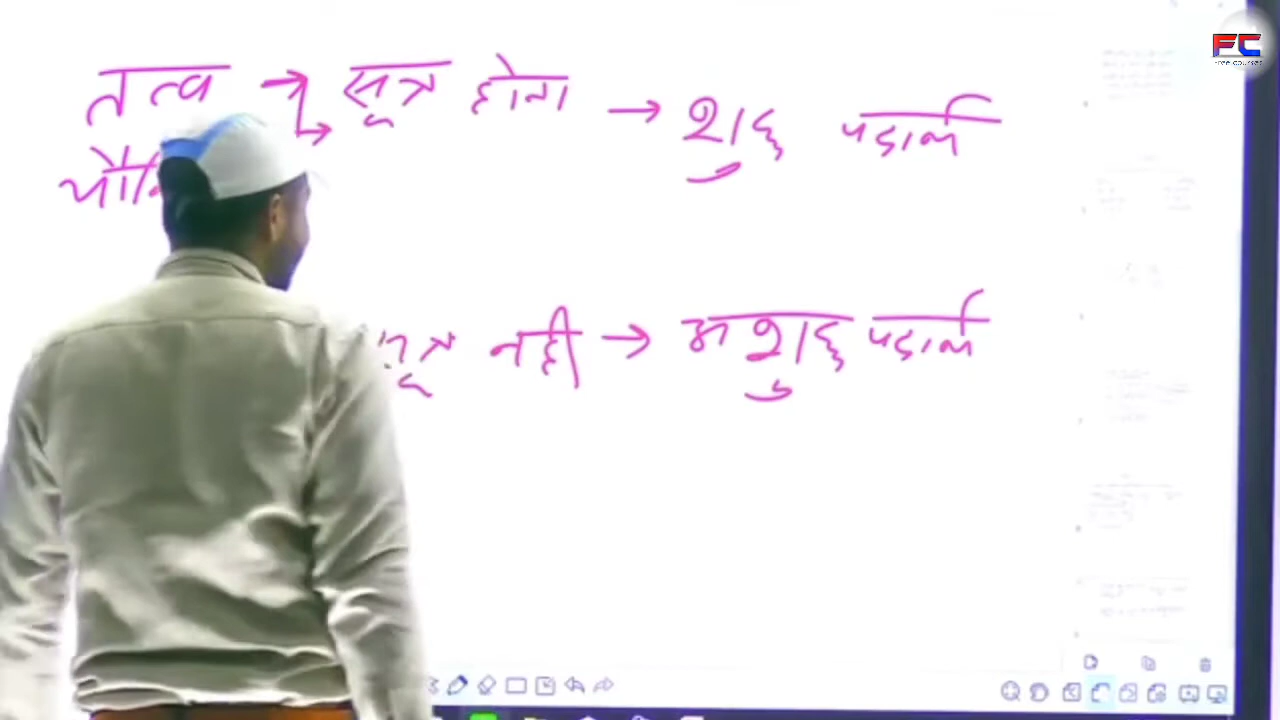 तत्व → सूत्र होगा → शुद्ध पदार्थ
सूत्र नही → अशुद्ध पदार्थ
FC